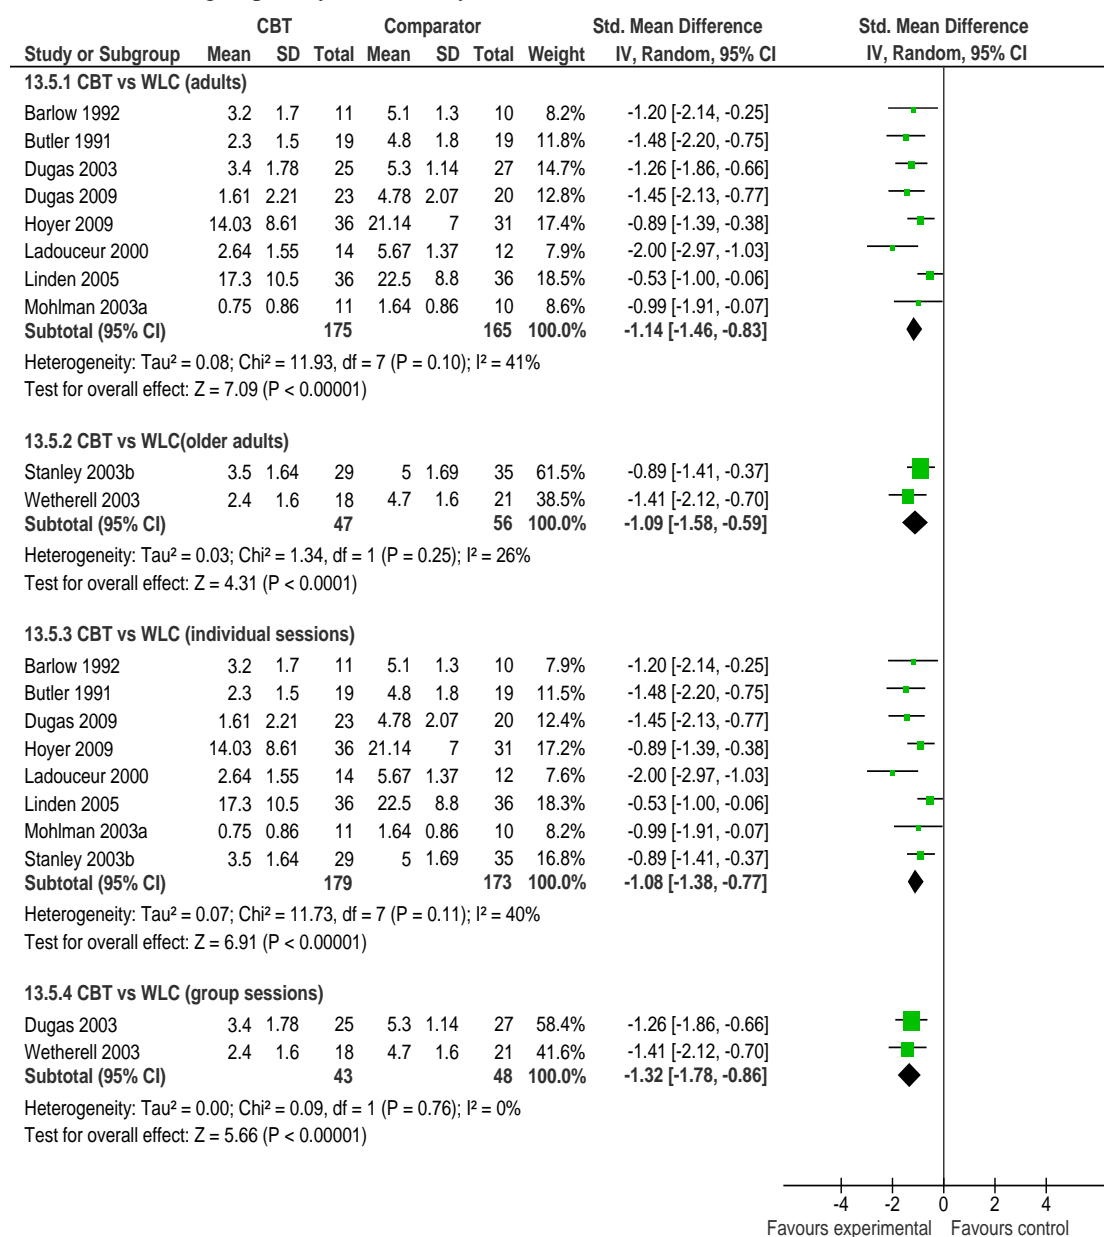 CBT Comparator Std. Mean Difference Std. Mean Difference
Study or Subgroup Mean SD Total Mean SD Total Weight IV, Random, 95% CI IV, Random, 95% CI
13.5.1 CBT vs WLC (adults)
Barlow 1992 3.2 1.7 11 5.1 1.3 10 8.2% -1.20 [-2.14, -0.25]
Butler 1991 2.3 1.5 19 4.8 1.8 19 11.8% -1.48 [-2.20, -0.75]
Dugas 2003 3.4 1.78 25 5.3 1.14 27 14.7% -1.26 [-1.86, -0.66]
Dugas 2009 1.61 2.21 23 4.78 2.07 20 12.8% -1.45 [-2.13, -0.77]
Hoyer 2009 14.03 8.61 36 21.14 7 31 17.4% -0.89 [-1.39, -0.38]
Ladouceur 2000 2.64 1.55 14 5.67 1.37 12 7.9% -2.00 [-2.97, -1.03]
Linden 2005 17.3 10.5 36 22.5 8.8 36 18.5% -0.53 [-1.00, -0.06]
Mohlman 2003a 0.75 0.86 11 1.64 0.86 10 8.6% -0.99 [-1.91, -0.07]
Subtotal (95% CI) 175 165 100.0% -1.14 [-1.46, -0.83]
Heterogeneity: Tau² = 0.08; Chi² = 11.93, df = 7 (P = 0.10); I² = 41%
Test for overall effect: Z = 7.09 (P < 0.00001)
13.5.2 CBT vs WLC(older adults)
Stanley 2003b 3.5 1.64 29 5 1.69 35 61.5% -0.89 [-1.41, -0.37]
Wetherell 2003 2.4 1.6 18 4.7 1.6 21 38.5% -1.41 [-2.12, -0.70]
Subtotal (95% CI) 47 56 100.0% -1.09 [-1.58, -0.59]
Heterogeneity: Tau² = 0.03; Chi² = 1.34, df = 1 (P = 0.25); I² = 26%
Test for overall effect: Z = 4.31 (P < 0.0001)
13.5.3 CBT vs WLC (individual sessions)
Barlow 1992 3.2 1.7 11 5.1 1.3 10 7.9% -1.20 [-2.14, -0.25]
Butler 1991 2.3 1.5 19 4.8 1.8 19 11.5% -1.48 [-2.20, -0.75]
Dugas 2009 1.61 2.21 23 4.78 2.07 20 12.4% -1.45 [-2.13, -0.77]
Hoyer 2009 14.03 8.61 36 21.14 7 31 17.2% -0.89 [-1.39, -0.38]
Ladouceur 2000 2.64 1.55 14 5.67 1.37 12 7.6% -2.00 [-2.97, -1.03]
Linden 2005 17.3 10.5 36 22.5 8.8 36 18.3% -0.53 [-1.00, -0.06]
Mohlman 2003a 0.75 0.86 11 1.64 0.86 10 8.2% -0.99 [-1.91, -0.07]
Stanley 2003b 3.5 1.64 29 5 1.69 35 16.8% -0.89 [-1.41, -0.37]
Subtotal (95% CI) 179 173 100.0% -1.08 [-1.38, -0.77]
Heterogeneity: Tau² = 0.07; Chi² = 11.73, df = 7 (P = 0.11); I² = 40%
Test for overall effect: Z = 6.91 (P < 0.00001)
13.5.4 CBT vs WLC (group sessions)
Dugas 2003 3.4 1.78 25 5.3 1.14 27 58.4% -1.26 [-1.86, -0.66]
Wetherell 2003 2.4 1.6 18 4.7 1.6 21 41.6% -1.41 [-2.12, -0.70]
Subtotal (95% CI) 43 48 100.0% -1.32 [-1.78, -0.86]
Heterogeneity: Tau² = 0.00; Chi² = 0.09, df = 1 (P = 0.76); I² = 0%
Test for overall effect: Z = 5.66 (P < 0.00001)
-4 -2 0 2 4
Favours experimental Favours control